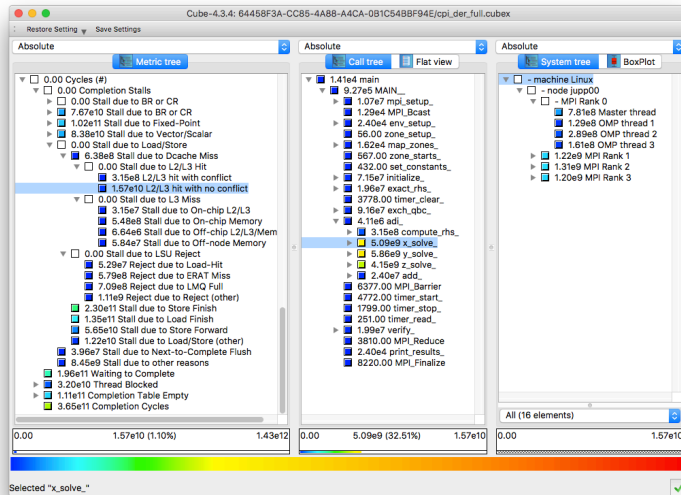 Cube-4.3.4: 64458F3A-CC85-4A88-A4CA-0B1C54BBF94E/cpi_der_full.cubex
Restore Setting Save Settings
Absolute
Metric tree
0.00 Cycles (#)
0.00 Completion Stalls
0.00 Stall due to BR or CR
7.67e10 Stall due to BR or CR
1.02e11 Stall due to Fixed-Point
8.38e10 Stall due to Vector/Scalar
0.00 Stall due to Load/Store
6.38e8 Stall due to Dcache Miss
0.00 Stall due to L2/L3 Hit
3.15e8 L2/L3 hit with conflict
1.57e10 L2/L3 hit with no conflict
0.00 Stall due to L3 Miss
3.15e7 Stall due to On-chip L2/L3
5.48e8 Stall due to On-chip Memory
6.64e6 Stall due to Off-chip L2/L3/Mem
5.84e7 Stall due to Off-node Memory
0.00 Stall due to LSU Reject
5.29e7 Reject due to Load-Hit
5.79e8 Reject due to ERAT Miss
7.09e8 Reject due to LMQ Full
1.11e9 Reject due to Reject (other)
2.30e11 Stall due to Store Finish
1.35e11 Stall due to Load Finish
5.65e10 Stall due to Store Forward
1.22e10 Stall due to Load/Store (other)
3.96e7 Stall due to Next-to-Complete Flush
8.45e9 Stall due to other reasons
1.96e11 Waiting to Complete
3.20e10 Thread Blocked
1.11e11 Completion Table Empty
3.65e11 Completion Cycles
0.00 1.57e10 (1.10%) 1.43e12
Absolute
Call tree Flat view
1.41e4 main
9.27e5 MAIN__
1.07e7 mpi_setup_
1.29e4 MPI_Bcast
2.40e4 env_setup_
56.00 zone_setup_
1.62e4 map_zones_
567.00 zone_starts_
432.00 set_constants_
7.15e7 initialize_
1.96e7 exact_rhs_
3778.00 timer_clear_
9.16e7 exch_qbc_
4.11e6 adi_
3.15e8 compute_rhs_
5.09e9 x_solve_
5.86e9 y_solve_
4.15e9 z_solve_
2.40e7 add_
6377.00 MPI_Barrier
4772.00 timer_start_
1799.00 timer_stop_
251.00 timer_read_
1.99e7 verify_
3810.00 MPI_Reduce
2.40e4 print_results_
8220.00 MPI_Finalize
0.00 5.09e9 (32.51%) 1.57e10
Absolute
System tree BoxPlot
- machine Linux
- node jupp00
- MPI Rank 0
7.81e8 Master thread
1.29e8 OMP thread 1
2.89e8 OMP thread 2
1.61e8 OMP thread 3
1.22e9 MPI Rank 1
1.31e9 MPI Rank 2
1.20e9 MPI Rank 3
All (16 elements)
0.00 1.57e10
Selected "x_solve_"